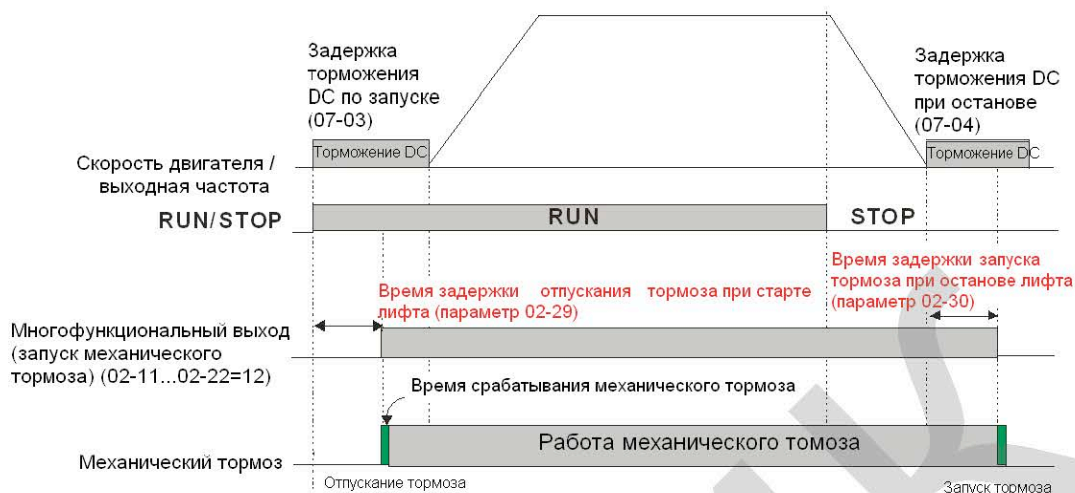 Задержка
торможения
DC по запуске
(07-03)
Задержка
торможения DC
при останове
(07-04)
Торможение DC
Торможение DC
Скорость двигателя /
выходная частота
RUN/STOP
RUN
STOP
Время задержки отпускания тормоза при старте
лифта (параметр 02-29)
Время задержки запуска
тормоза при останове лифта
(параметр 02-30)
Многофункциональный выход
(запуск механического
тормоза) (02-11...02-22=12)
Время срабатывания механического тормоза
Работа механического томоза
Механический тормоз
Отпускание тормоза
Запуск тормоза